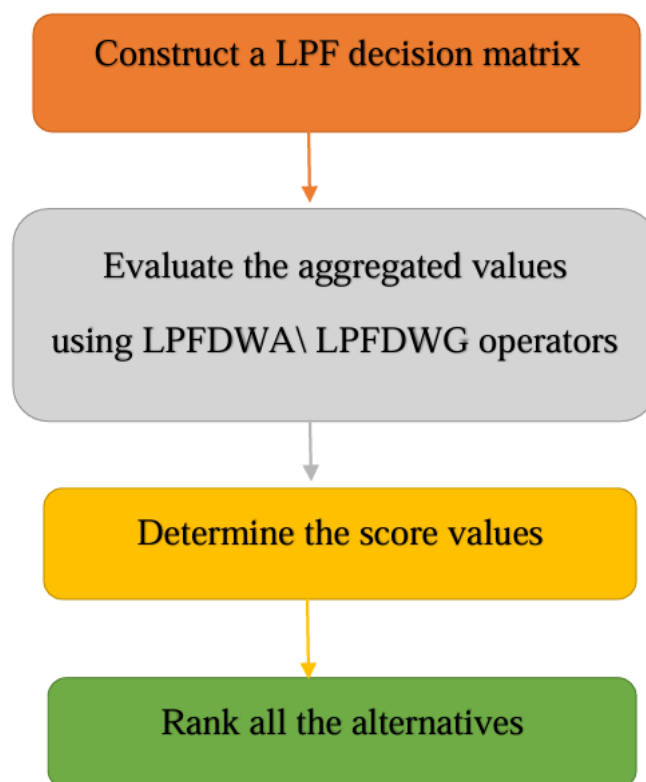 Construct a LPF decision matrix
Evaluate the aggregated values
using LPFDWA\ LPFDWG operators
Determine the score values
Rank all the alternatives